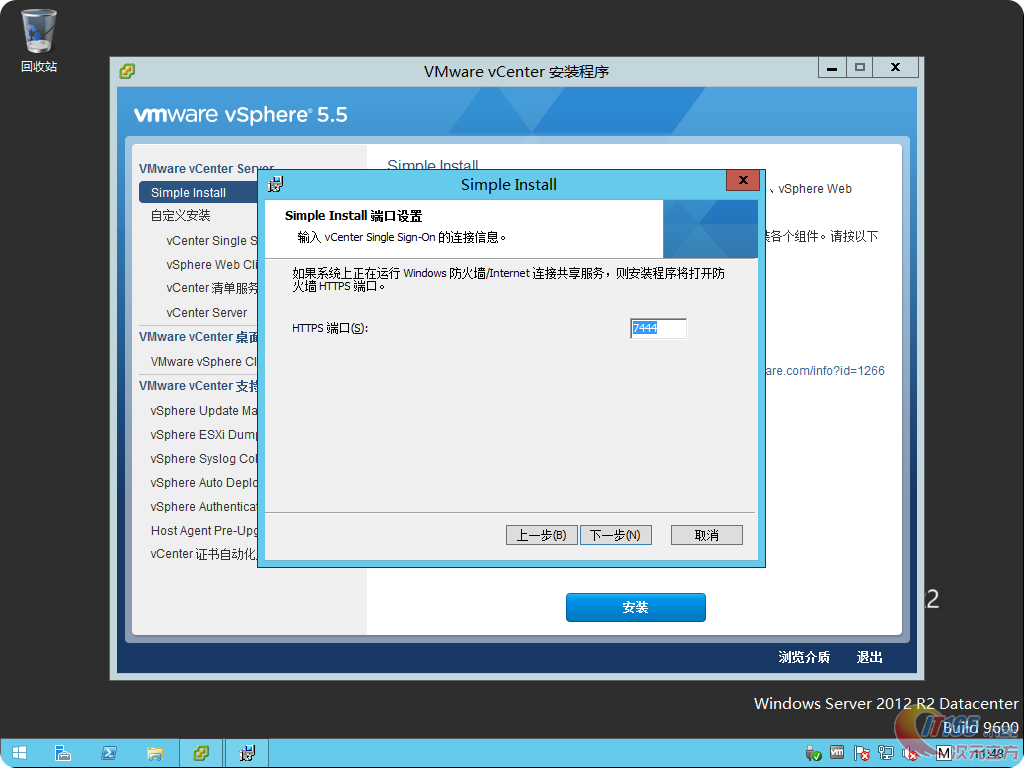 回收站
VMware vCenter 安装程序
vmware vSphere® 5.5
VMware vCenter Server
Simple Install
自定义安装
vCenter Single S
vSphere Web Cli
vCenter 清单服务
vCenter Server
VMware vCenter 桌面
VMware vSphere Cl
VMware vCenter 支持
vSphere Update Ma
vSphere ESXi Dump
vSphere Syslog Col
vSphere Auto Deplo
vSphere Authenticat
Host Agent Pre-Upg
vCenter 证书自动化
Simple Install
、vSphere Web
各个组件。请按以下
are.com/info?id=1266
Simple Install
Simple Install 端口设置
输入 vCenter Single Sign-On 的连接信息。
如果系统上正在运行 Windows 防火墙/Internet 连接共享服务，则安装程序将打开防
火墙 HTTPS 端口。
HTTPS 端口(S):
7444
上一步(B)
下一步(N)
取消
安装
浏览介质
退出
R2
Windows Server 2012 R2 Datacenter
Build 9600
M
11:48